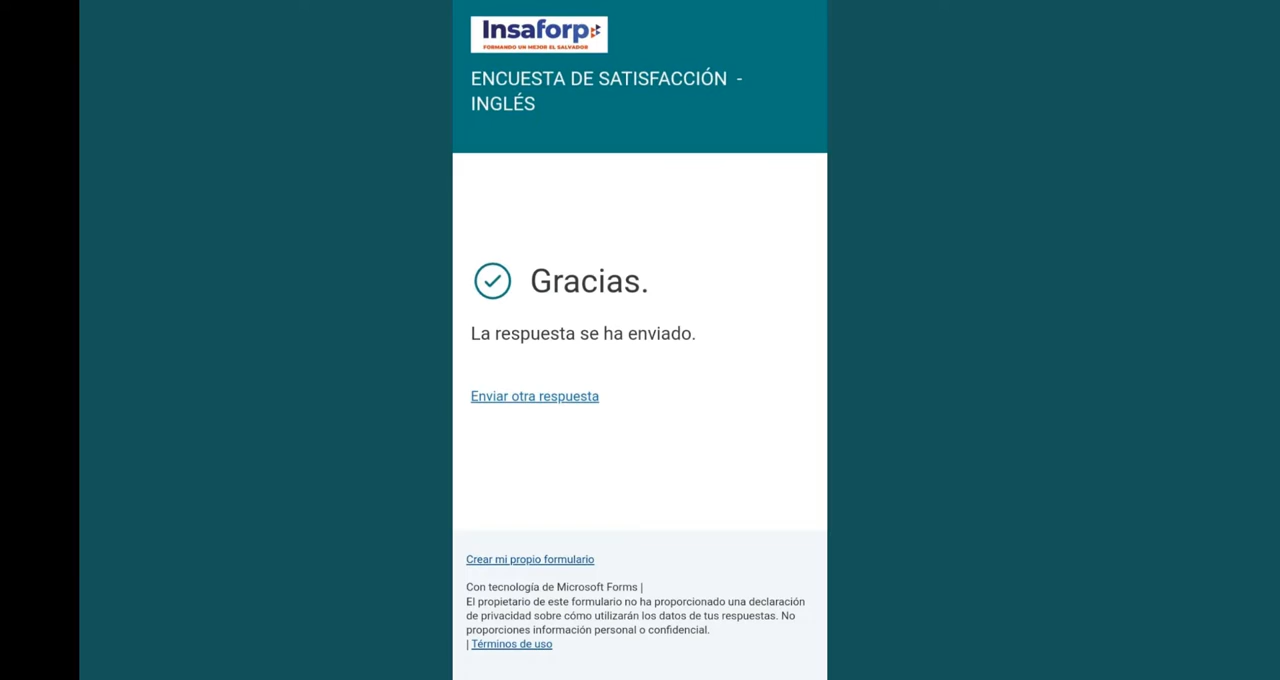 Insaforp
FORMANDO UN MEJOR EL SALVADOR
ENCUESTA DE SATISFACCIÓN -
INGLÉS
Gracias.
La respuesta se ha enviado.
Enviar otra respuesta
Crear mi propio formulario
Con tecnología de Microsoft Forms |
El propietario de este formulario no ha proporcionado una declaración
de privacidad sobre cómo utilizarán los datos de tus respuestas. No
proporciones información personal o confidencial.
| Términos de uso